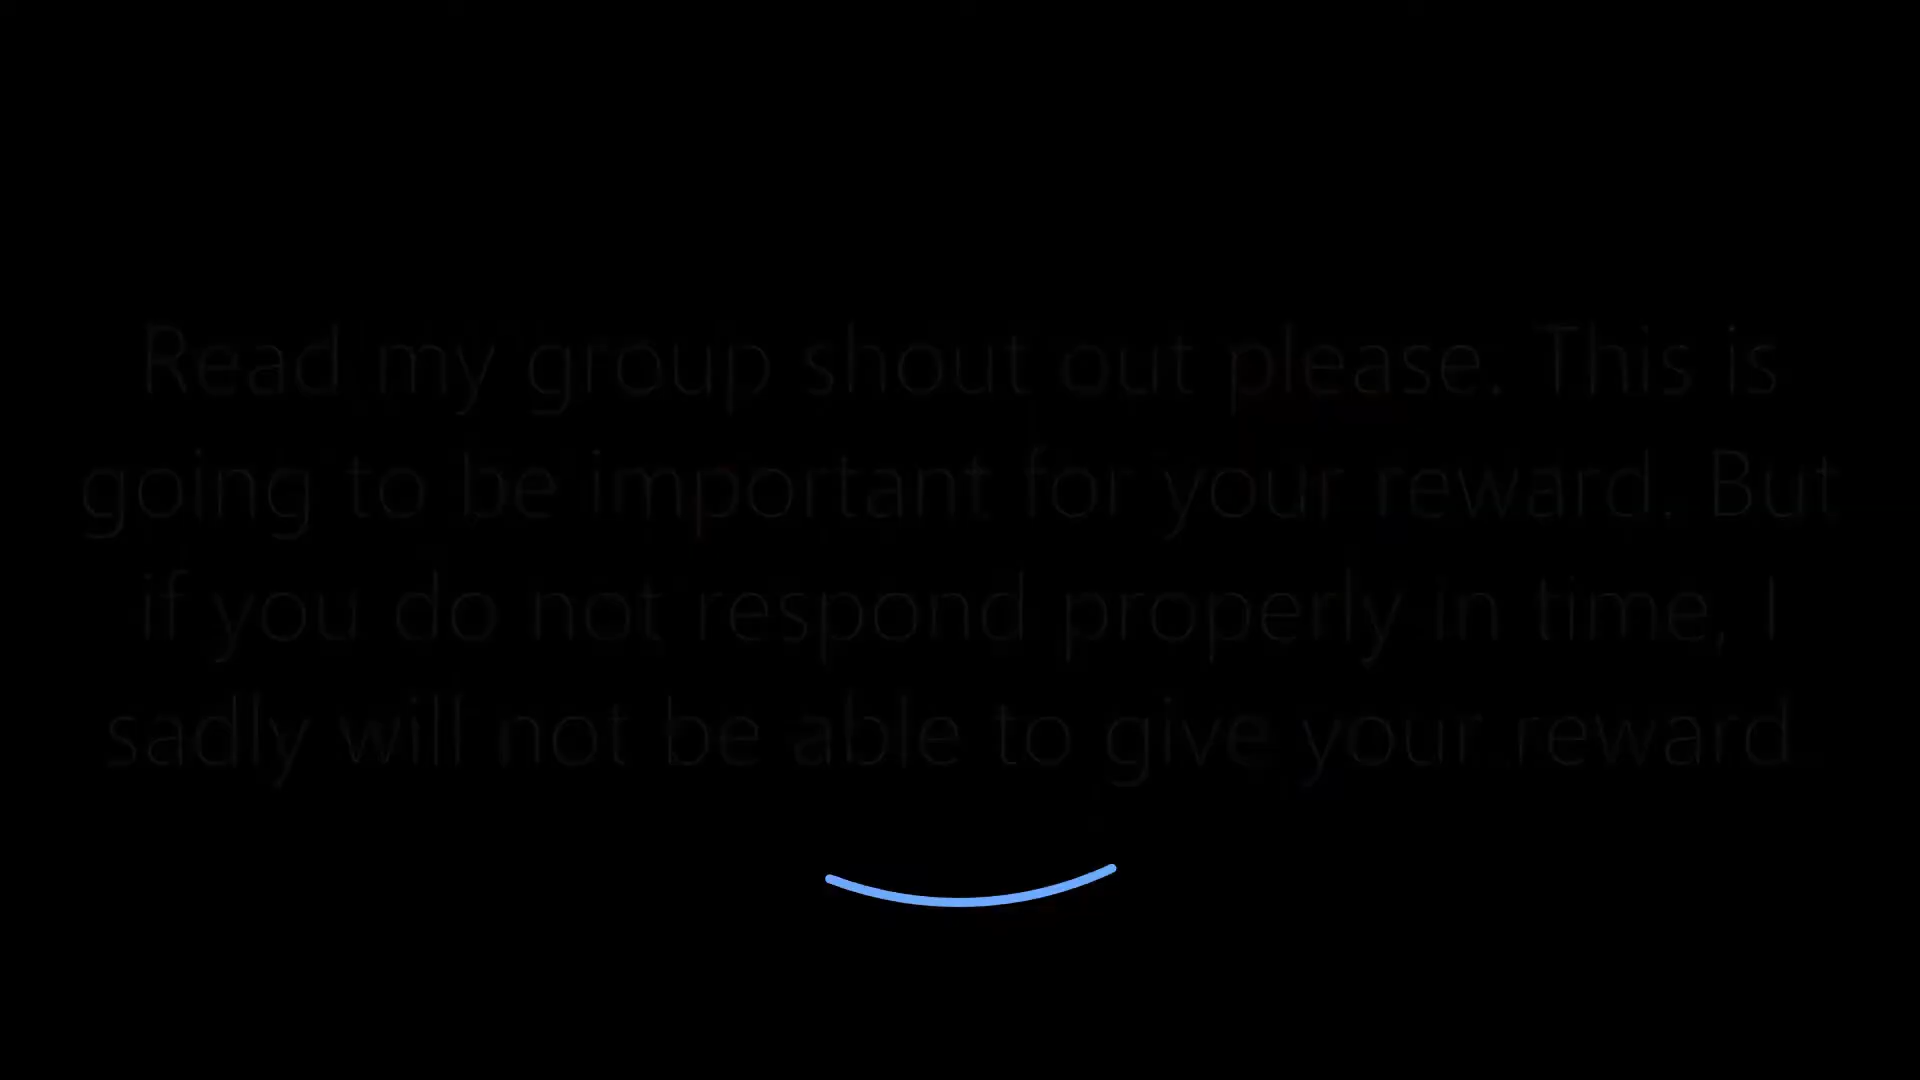 Read my group shout out please. This is
going to be important for your reward. But
if you do not respond properly in time, I
sadly will not be able to give your reward.